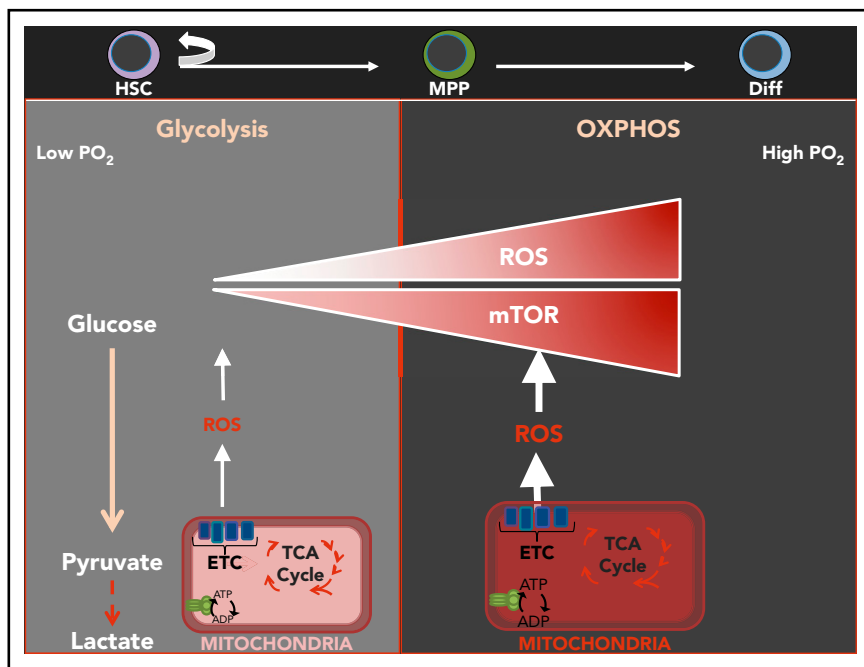 HSC
MPP
Diff
Glycolysis
OXPHOS
Low PO₂
High PO₂
ROS
mTOR
Glucose
ROS
ROS
Pyruvate
Lactate
ETC
TCA
Cycle
ATP
ADP
MITOCHONDRIA
ETC
TCA
Cycle
ATP
ADP
MITOCHONDRIA